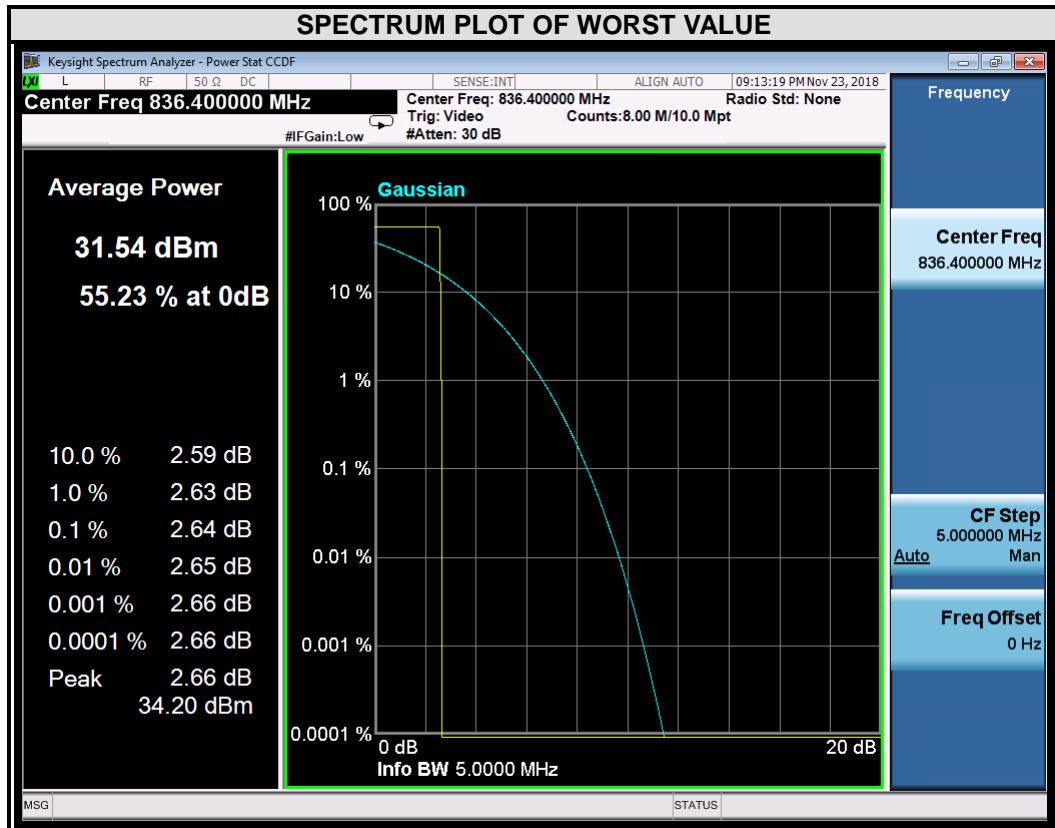 SPECTRUM PLOT OF WORST VALUE
Keysight Spectrum Analyzer - Power Stat CCDF
LXI L RF 50 Ω DC SENSE:INT ALIGN AUTO 09:13:19 PM Nov 23, 2018
Center Freq 836.400000 MHz
#IFGain:Low
Center Freq: 836.400000 MHz Radio Std: None
Trig: Video Counts:8.00 M/10.0 Mpt
#Atten: 30 dB
Average Power
31.54 dBm
55.23 % at 0dB
10.0 % 2.59 dB
1.0 % 2.63 dB
0.1 % 2.64 dB
0.01 % 2.65 dB
0.001 % 2.66 dB
0.0001 % 2.66 dB
Peak 2.66 dB
34.20 dBm
Gaussian
100 %
10 %
1 %
0.1 %
0.01 %
0.001 %
0.0001 %
0 dB 20 dB
Info BW 5.0000 MHz
Frequency
Center Freq
836.400000 MHz
CF Step
5.000000 MHz
Auto Man
Freq Offset
0 Hz
MSG STATUS